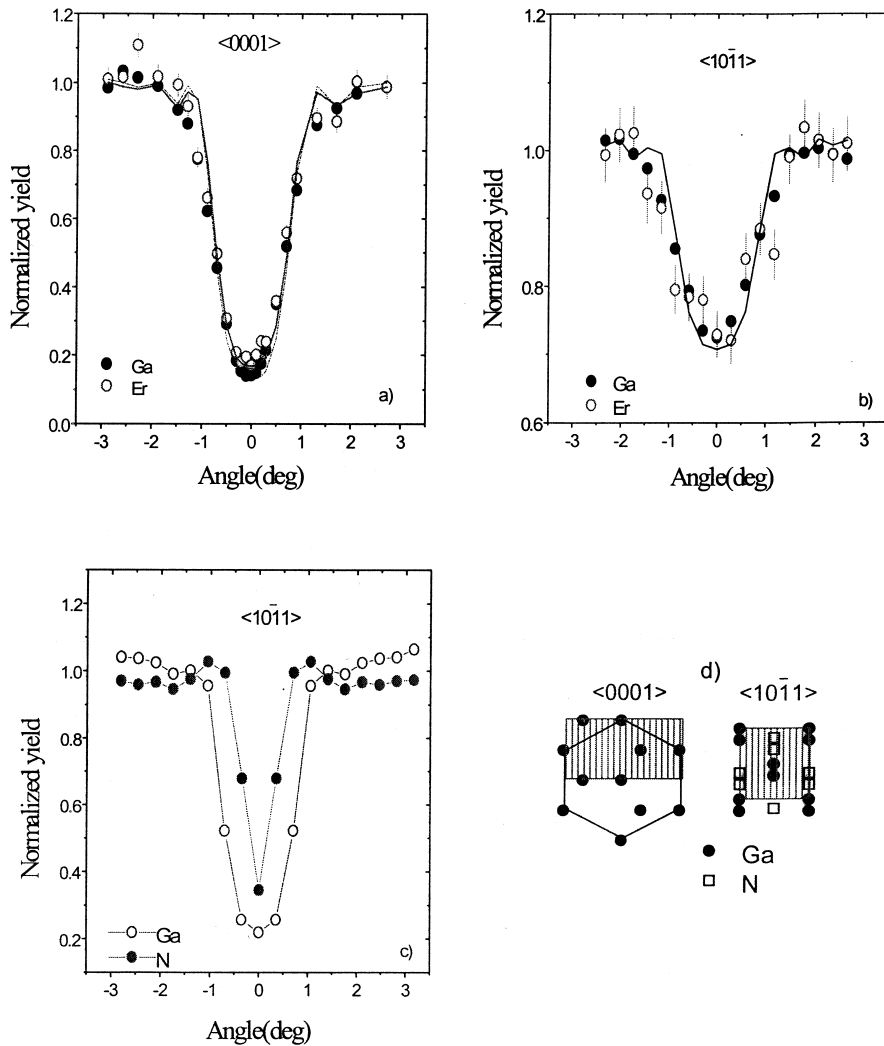 <0001>
1.2
1.0
0.8
0.6
0.4
0.2
0.0
Normalized yield
Ga
Er
a)
-3 -2 -1 0 1 2 3
Angle(deg)
<101̄1>
1.2
1.0
0.8
0.6
Normalized yield
Ga
Er
b)
-3 -2 -1 0 1 2 3
Angle(deg)
<101̄1>
1.2
1.0
0.8
0.6
0.4
0.2
Normalized yield
Ga
N
c)
-3 -2 -1 0 1 2 3
Angle(deg)
d)
<0001> <101̄1>
Ga
N